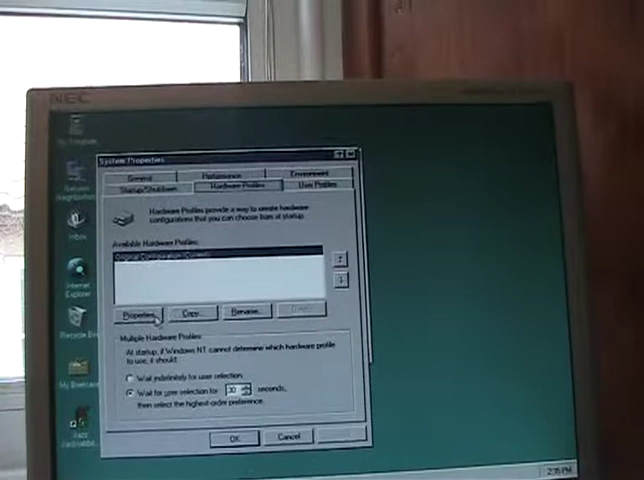 NEC
My Computer
System Properties
General
Performance
Environment
Startup/Shutdown
Hardware Profiles
User Profiles
Network
Neighborhood
Hardware Profiles provide a way to create hardware
configurations that you can choose from at startup.
Inbox
Available Hardware Profiles:
Original Configuration (Current)
Internet
Explorer
Properties...
Copy...
Rename...
Delete...
Recycle Bin
Multiple Hardware Profiles:
At startup, if Windows NT cannot determine which hardware profile
to use, it should:
Wait indefinitely for user selection.
My Briefcase
Wait for user selection for
30
seconds,
then select the highest-order preference.
Jazz
Jackrabbit
OK
Cancel